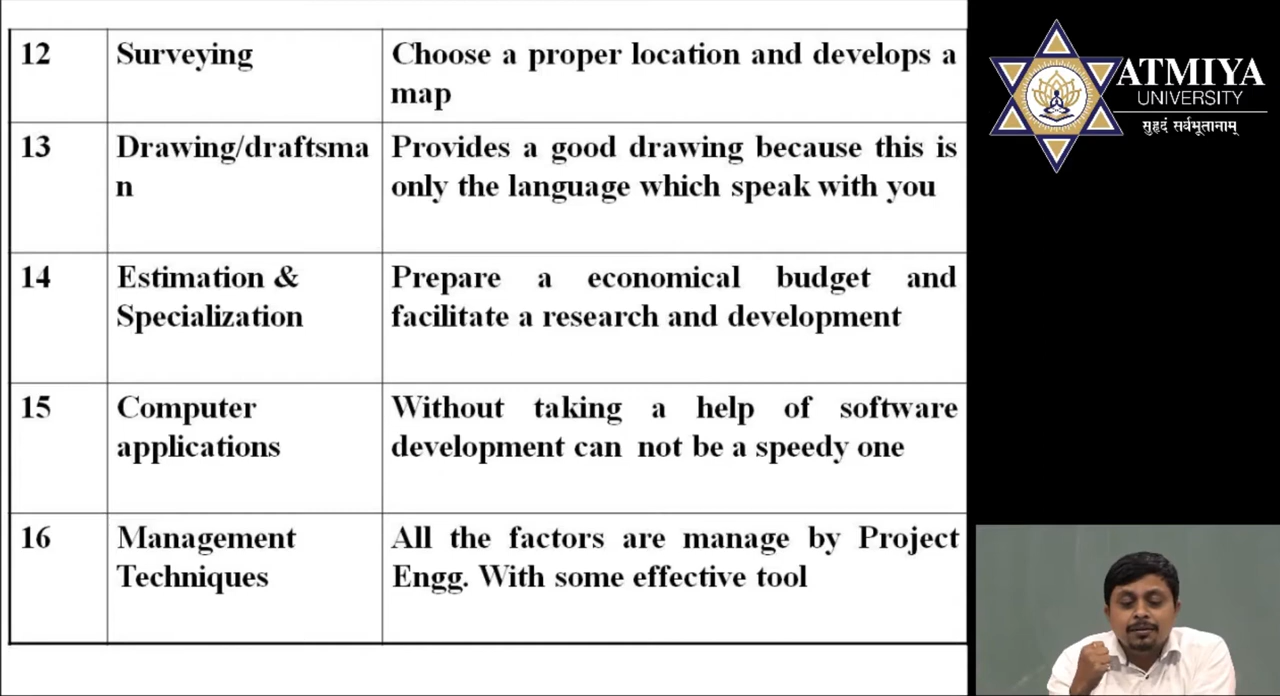 12 Surveying Choose a proper location and develops a
map
13 Drawing/draftsma Provides a good drawing because this is
n only the language which speak with you
14 Estimation & Prepare a economical budget and
Specialization facilitate a research and development
15 Computer Without taking a help of software
applications development can not be a speedy one
16 Management All the factors are manage by Project
Techniques Engg. With some effective tool
ATMIYA
UNIVERSITY
सुहृदं सर्वभूतानाम्